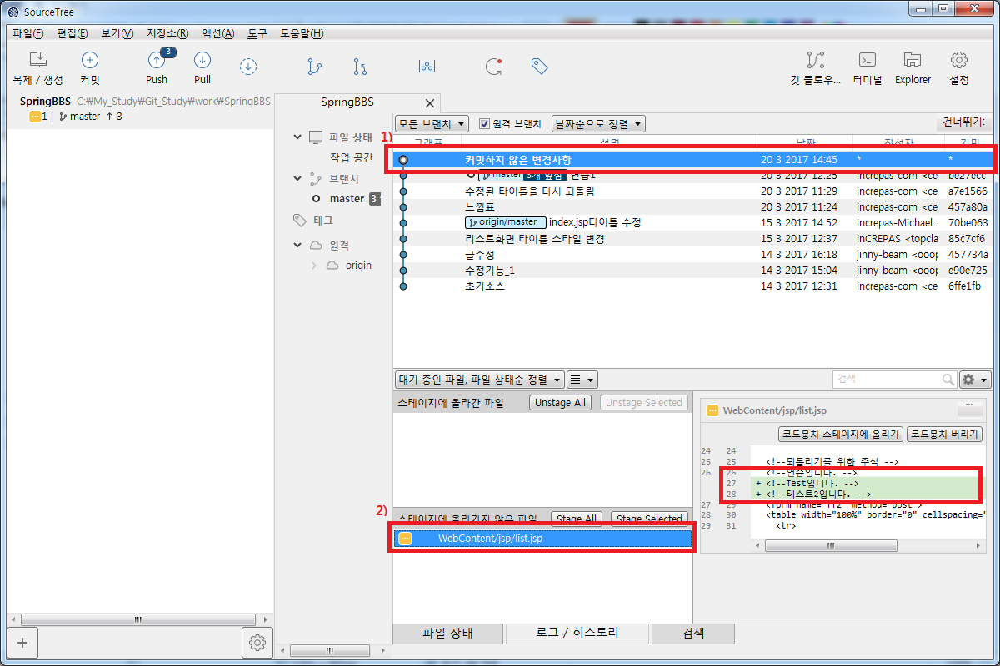 SourceTree
파일(F) 편집(E) 보기(V) 저장소(R) 액션(A) 도구 도움말(H)
3
복제 / 생성 커밋 Push Pull 깃 플로우... 터미널 Explorer 설정
SpringBBS C:₩My_Study₩Git_Study₩work₩SpringBBS
1 master 3
SpringBBS
파일 상태
작업 공간
브랜치
master 3
태그
원격
origin
모든 브랜치 원격 브랜치 날짜순으로 정렬 건너뛰기:
그래프 설명 날짜 작성자 커밋
1)
커밋하지 않은 변경사항 20 3 2017 14:45 * *
master 3개 앞섬 연습1 20 3 2017 12:25 increpas-com <ce be27ecc
수정된 타이틀을 다시 되돌림 20 3 2017 11:29 increpas-com <ce a7e1566
느낌표 20 3 2017 11:24 increpas-com <ce 457a80a
origin/master index.jsp타이틀 수정 15 3 2017 14:52 increpas-Michael 70be063
리스트화면 타이틀 스타일 변경 15 3 2017 12:37 inCREPAS <topcla 85c7cf6
글수정 14 3 2017 16:18 jinny-beam <ooop 457734a
수정기능_1 14 3 2017 15:04 jinny-beam <ooop e90e725
초기소스 14 3 2017 12:31 increpas-com <ce 6ffe1fb
대기 중인 파일, 파일 상태순 정렬 검색
스테이지에 올라간 파일 Unstage All Unstage Selected
2)
스테이지에 올라가지 않은 파일 Stage All Stage Selected
WebContent/jsp/list.jsp
WebContent/jsp/list.jsp
코드뭉치 스테이지에 올리기 코드뭉치 버리기
24 24
25 25 <!--되돌리기를 위한 주석 -->
26 26 <!--연습입니다. -->
27 + <!--Test입니다. -->
28 + <!--테스트2입니다. -->
27 29 <form name="f12" method="post">
28 30 <table width="100%" border="0" cellspacing="
29 31 <tr>
파일 상태 로그 / 히스토리 검색